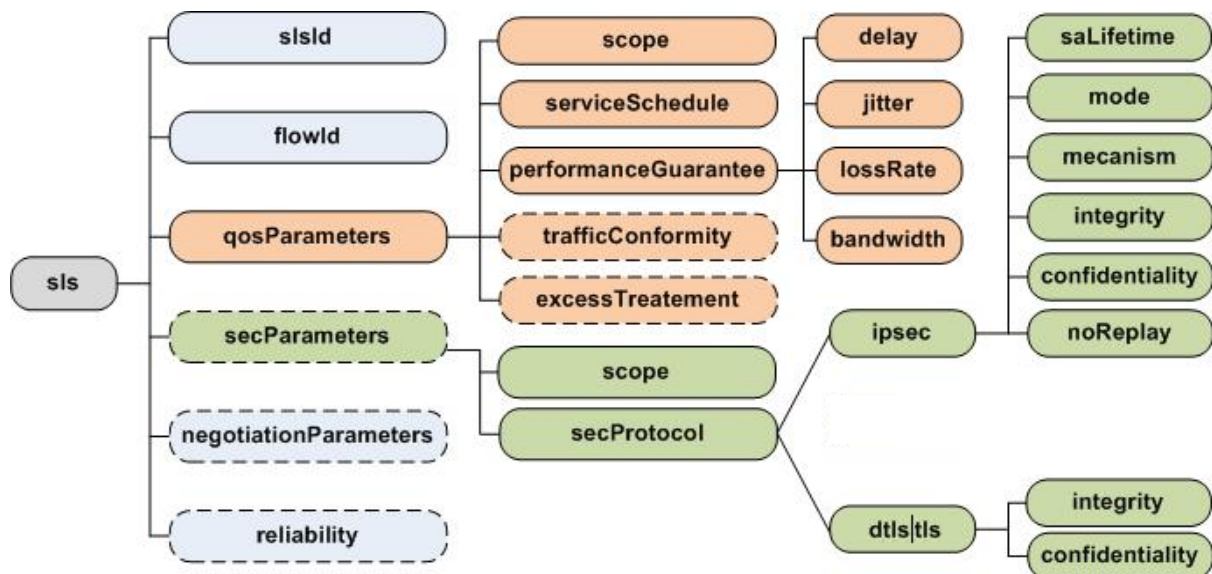 sls
slsId
flowId
qosParameters
secParameters
negotiationParameters
reliability
scope
serviceSchedule
performanceGuarantee
trafficConformity
excessTreatement
scope
secProtocol
delay
jitter
lossRate
bandwidth
ipsec
dtls|tls
saLifetime
mode
mecanism
integrity
confidentiality
noReplay
integrity
confidentiality